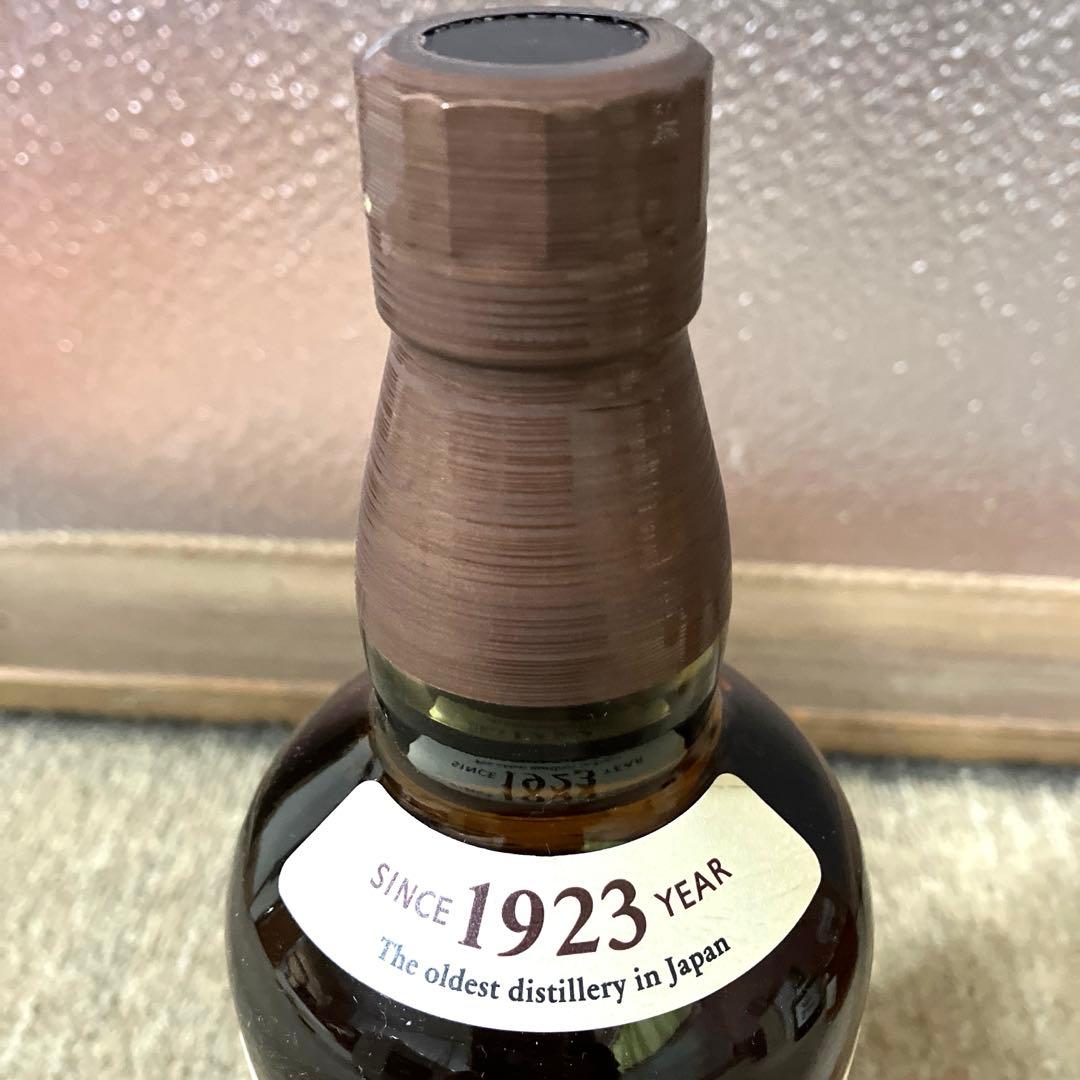 SINCE 1923 YEAR
The oldest distillery in Japan